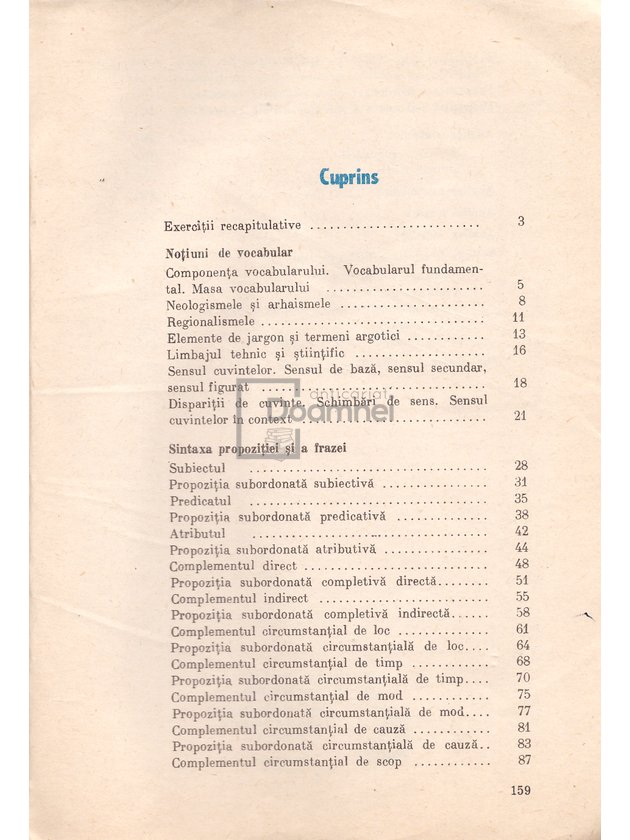 Cuprins
Exerciții recapitulative .......................... 3
Noțiuni de vocabular
Componența vocabularului. Vocabularul fundamen-
tal. Masa vocabularului ........................ 5
Neologismele și arhaismele ...................... 8
Regionalismele .................................. 11
Elemente de jargon și termeni argotici ............ 13
Limbajul tehnic și științific .................... 16
Sensul cuvintelor. Sensul de bază, sensul secundar,
sensul figurat .................................. 18
Dispariții de cuvinte. Schimbări de sens. Sensul
cuvintelor în context ............................ 21
anticariat
Doamnei
Sintaxa propoziției și a frazei
Subiectul .................................... 28
Propoziția subordonată subiectivă ................ 31
Predicatul .................................... 35
Propoziția subordonată predicativă .............. 38
Atributul .................................... 42
Propoziția subordonată atributivă ................ 44
Complementul direct ............................ 48
Propoziția subordonată completivă directă........ 51
Complementul indirect .......................... 55
Propoziția subordonată completivă indirectă...... 58
Complementul circumstanțial de loc .............. 61
Propoziția subordonată circumstanțială de loc.... 64
Complementul circumstanțial de timp ............ 68
Propoziția subordonată circumstanțială de timp.... 70
Complementul circumstanțial de mod ............ 75
Propoziția subordonată circumstanțială de mod.... 77
Complementul circumstanțial de cauză ............ 81
Propoziția subordonată circumstanțială de cauză.. 83
Complementul circumstanțial de scop ............ 87
159